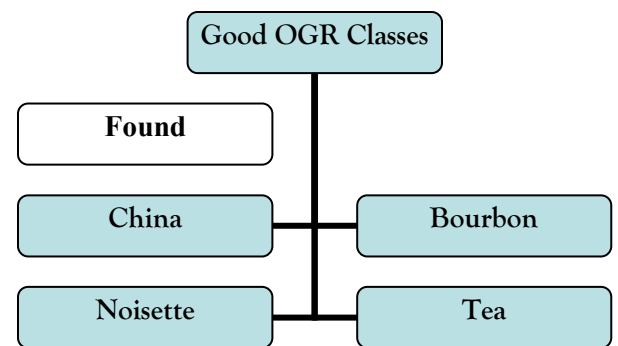 Good OGR Classes
Found
China
Bourbon
Noisette
Tea